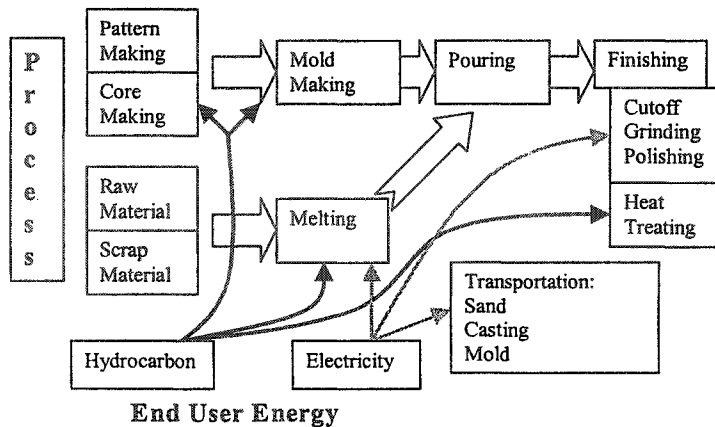 Process
Pattern
Making
Core
Making
Mold
Making
Pouring
Finishing
Cutoff
Grinding
Polishing
Heat
Treating
Raw
Material
Scrap
Material
Melting
Transportation:
Sand
Casting
Mold
Hydrocarbon
Electricity
End User Energy